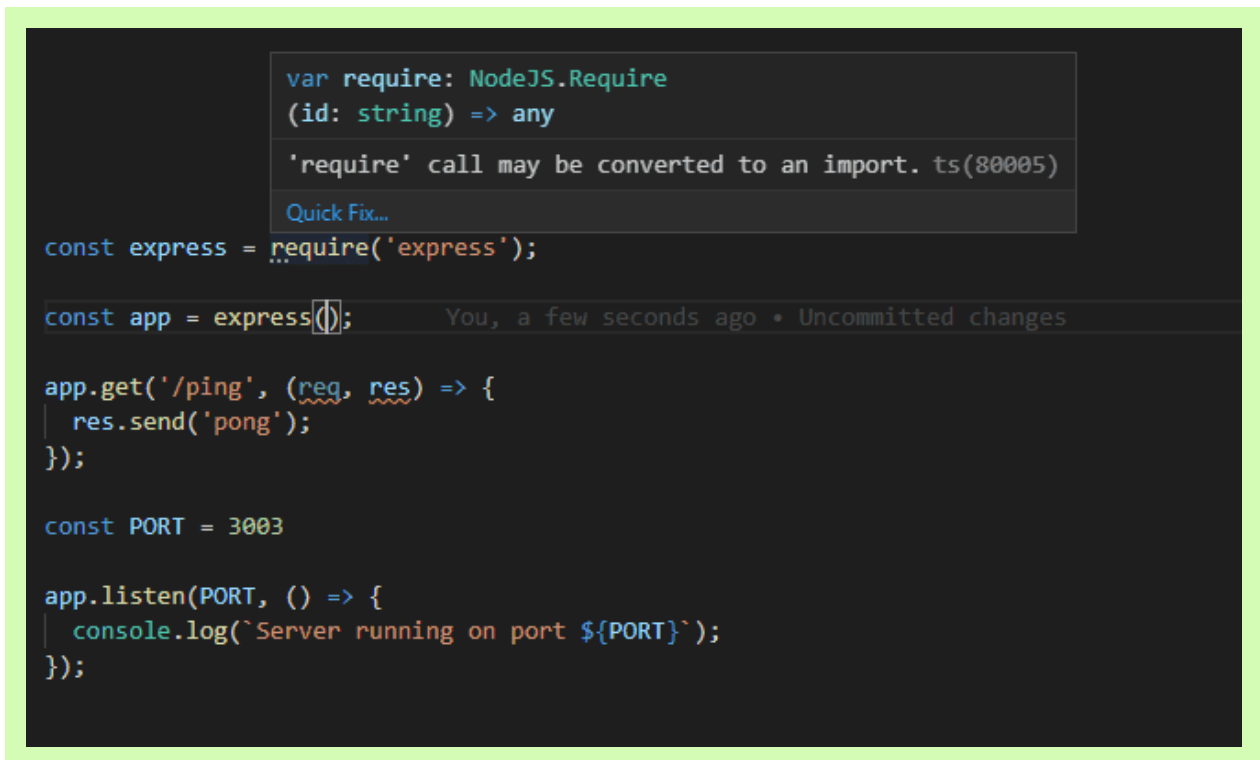 var require: NodeJS.Require
(id: string) => any
'require' call may be converted to an import. ts(80005)
Quick Fix...
const express = require('express');
const app = express();      You, a few seconds ago • Uncommitted changes
app.get('/ping', (req, res) => {
  res.send('pong');
});
const PORT = 3003
app.listen(PORT, () => {
  console.log(`Server running on port ${PORT}`);
});